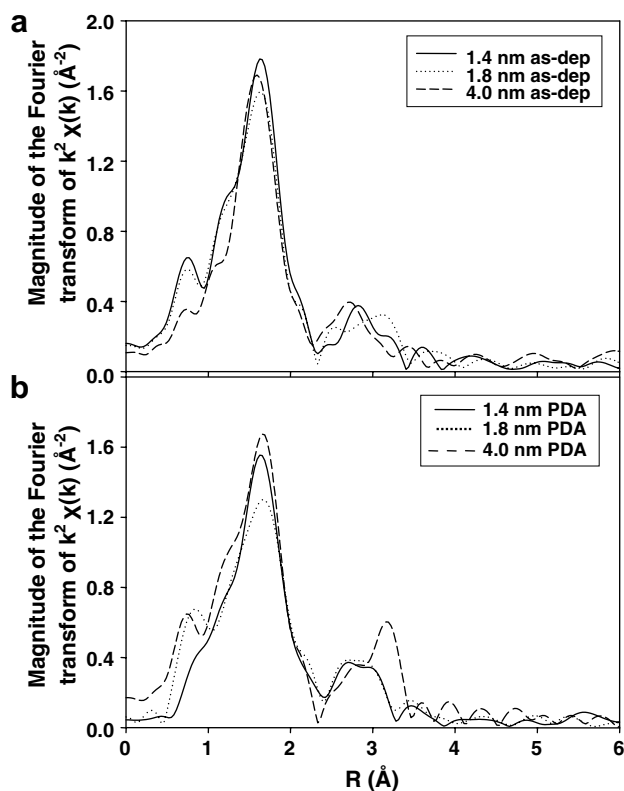 a
Magnitude of the Fourier
transform of k² χ(k) (Å⁻²)
2.0
1.6
1.2
0.8
0.4
0.0
1.4 nm as-dep
1.8 nm as-dep
4.0 nm as-dep
b
Magnitude of the Fourier
transform of k² χ(k) (Å⁻²)
1.6
1.2
0.8
0.4
0.0
1.4 nm PDA
1.8 nm PDA
4.0 nm PDA
0 1 2 3 4 5 6
R (Å)